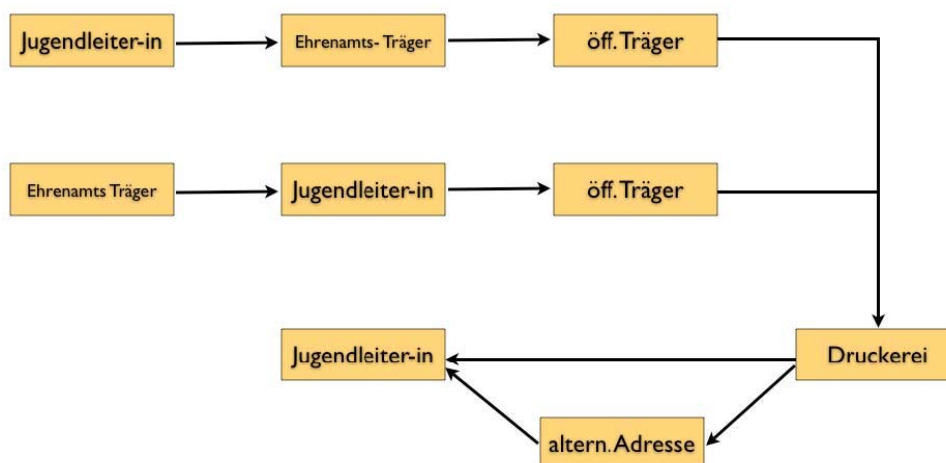 Jugendleiter-in
Ehrenamts- Träger
öff. Träger
Ehrenamts Träger
Jugendleiter-in
öff. Träger
Jugendleiter-in
Druckerei
altern. Adresse